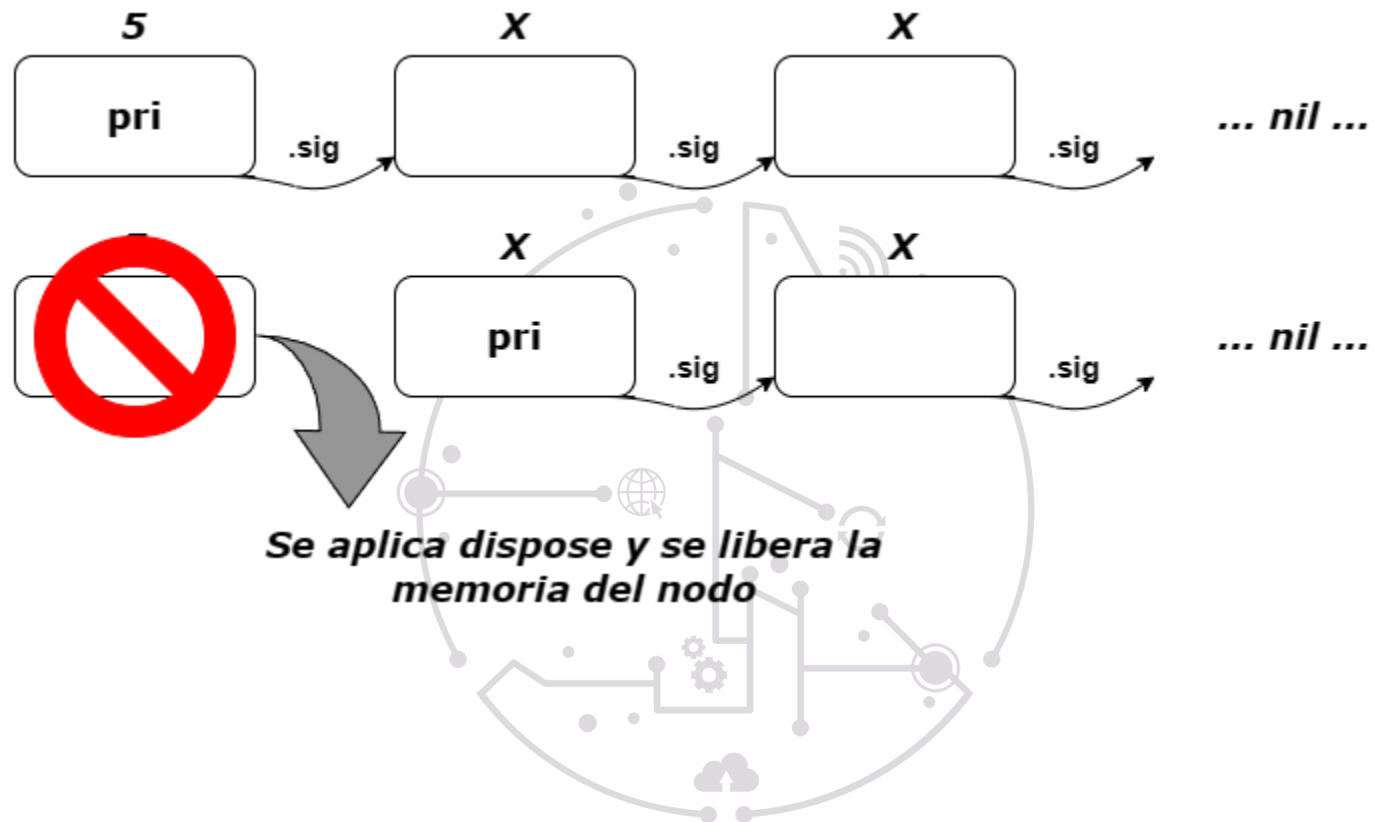 5 X X
pri
.sig .sig .sig
... nil ...
X X
pri
.sig .sig
... nil ...
Se aplica dispose y se libera la
memoria del nodo